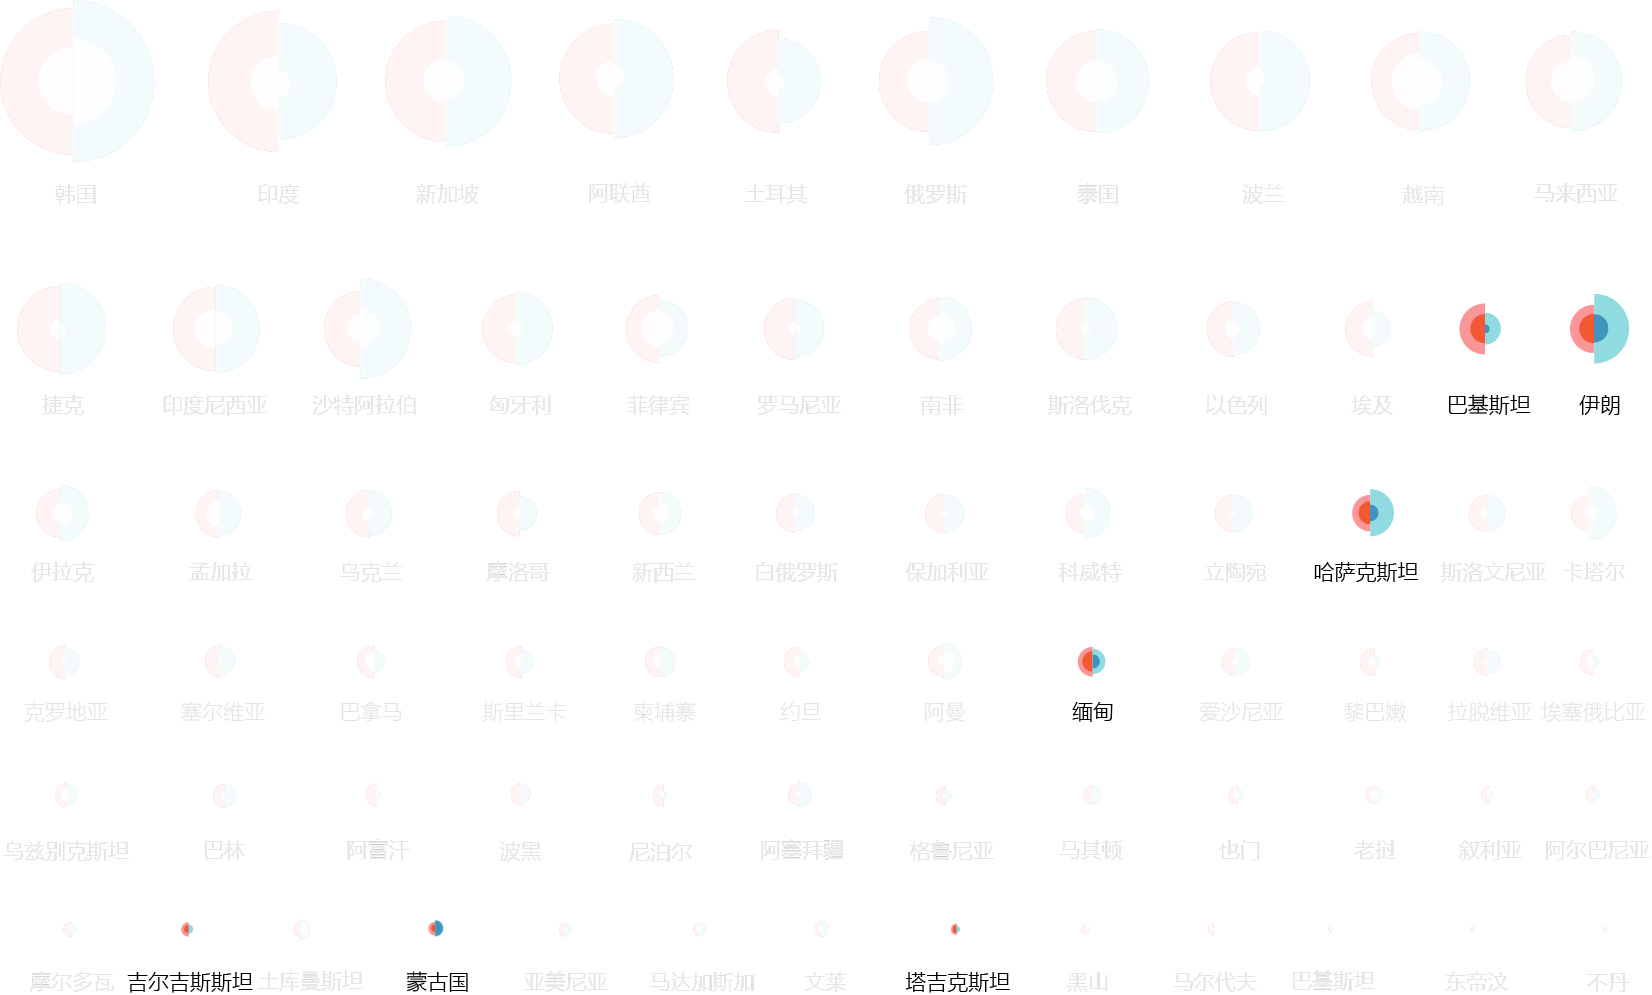 韩国 印度 新加坡 阿联酋 土耳其 俄罗斯 泰国 波兰 越南 马来西亚
捷克 印度尼西亚 沙特阿拉伯 匈牙利 菲律宾 罗马尼亚 南非 斯洛伐克 以色列 埃及 巴基斯坦 伊朗
伊拉克 孟加拉 乌克兰 摩洛哥 新西兰 白俄罗斯 保加利亚 科威特 立陶宛 哈萨克斯坦 斯洛文尼亚 卡塔尔
克罗地亚 塞尔维亚 巴拿马 斯里兰卡 柬埔寨 约旦 阿曼 缅甸 爱沙尼亚 黎巴嫩 拉脱维亚 埃塞俄比亚
乌兹别克斯坦 巴林 阿富汗 波黑 尼泊尔 阿塞拜疆 格鲁尼亚 马其顿 也门 老挝 叙利亚 阿尔巴尼亚
摩尔多瓦 吉尔吉斯斯坦 土库曼斯坦 蒙古国 亚美尼亚 马达加斯加 文莱 塔吉克斯坦 黑山 马尔代夫 巴基斯坦 东帝汶 不丹